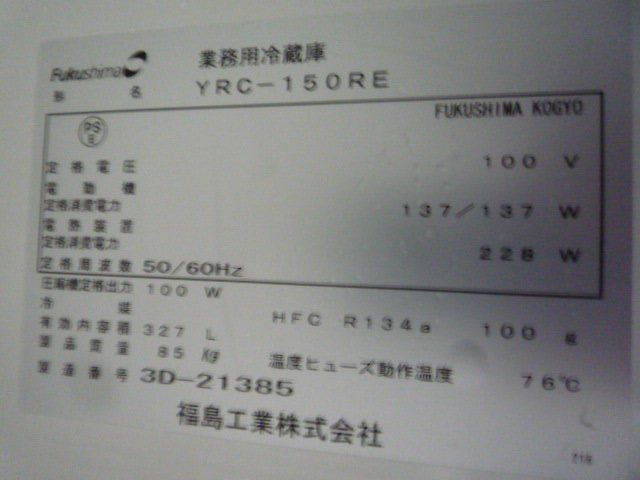 Fukushima
業務用冷蔵庫
形名 YRC-150RE
FUKUSHIMA KOGYO
PS
E
定格電圧 100 V
電動機
定格消費電力 137/137 W
電熱装置
定格消費電力 228 W
定格周波数 50/60Hz
圧縮機定格出力 100 W
冷媒 HFC R134a 100 g
有効内容積 327 L
製品質量 85 kg
温度ヒューズ動作温度 76℃
製造番号 3D-21385
福島工業株式会社